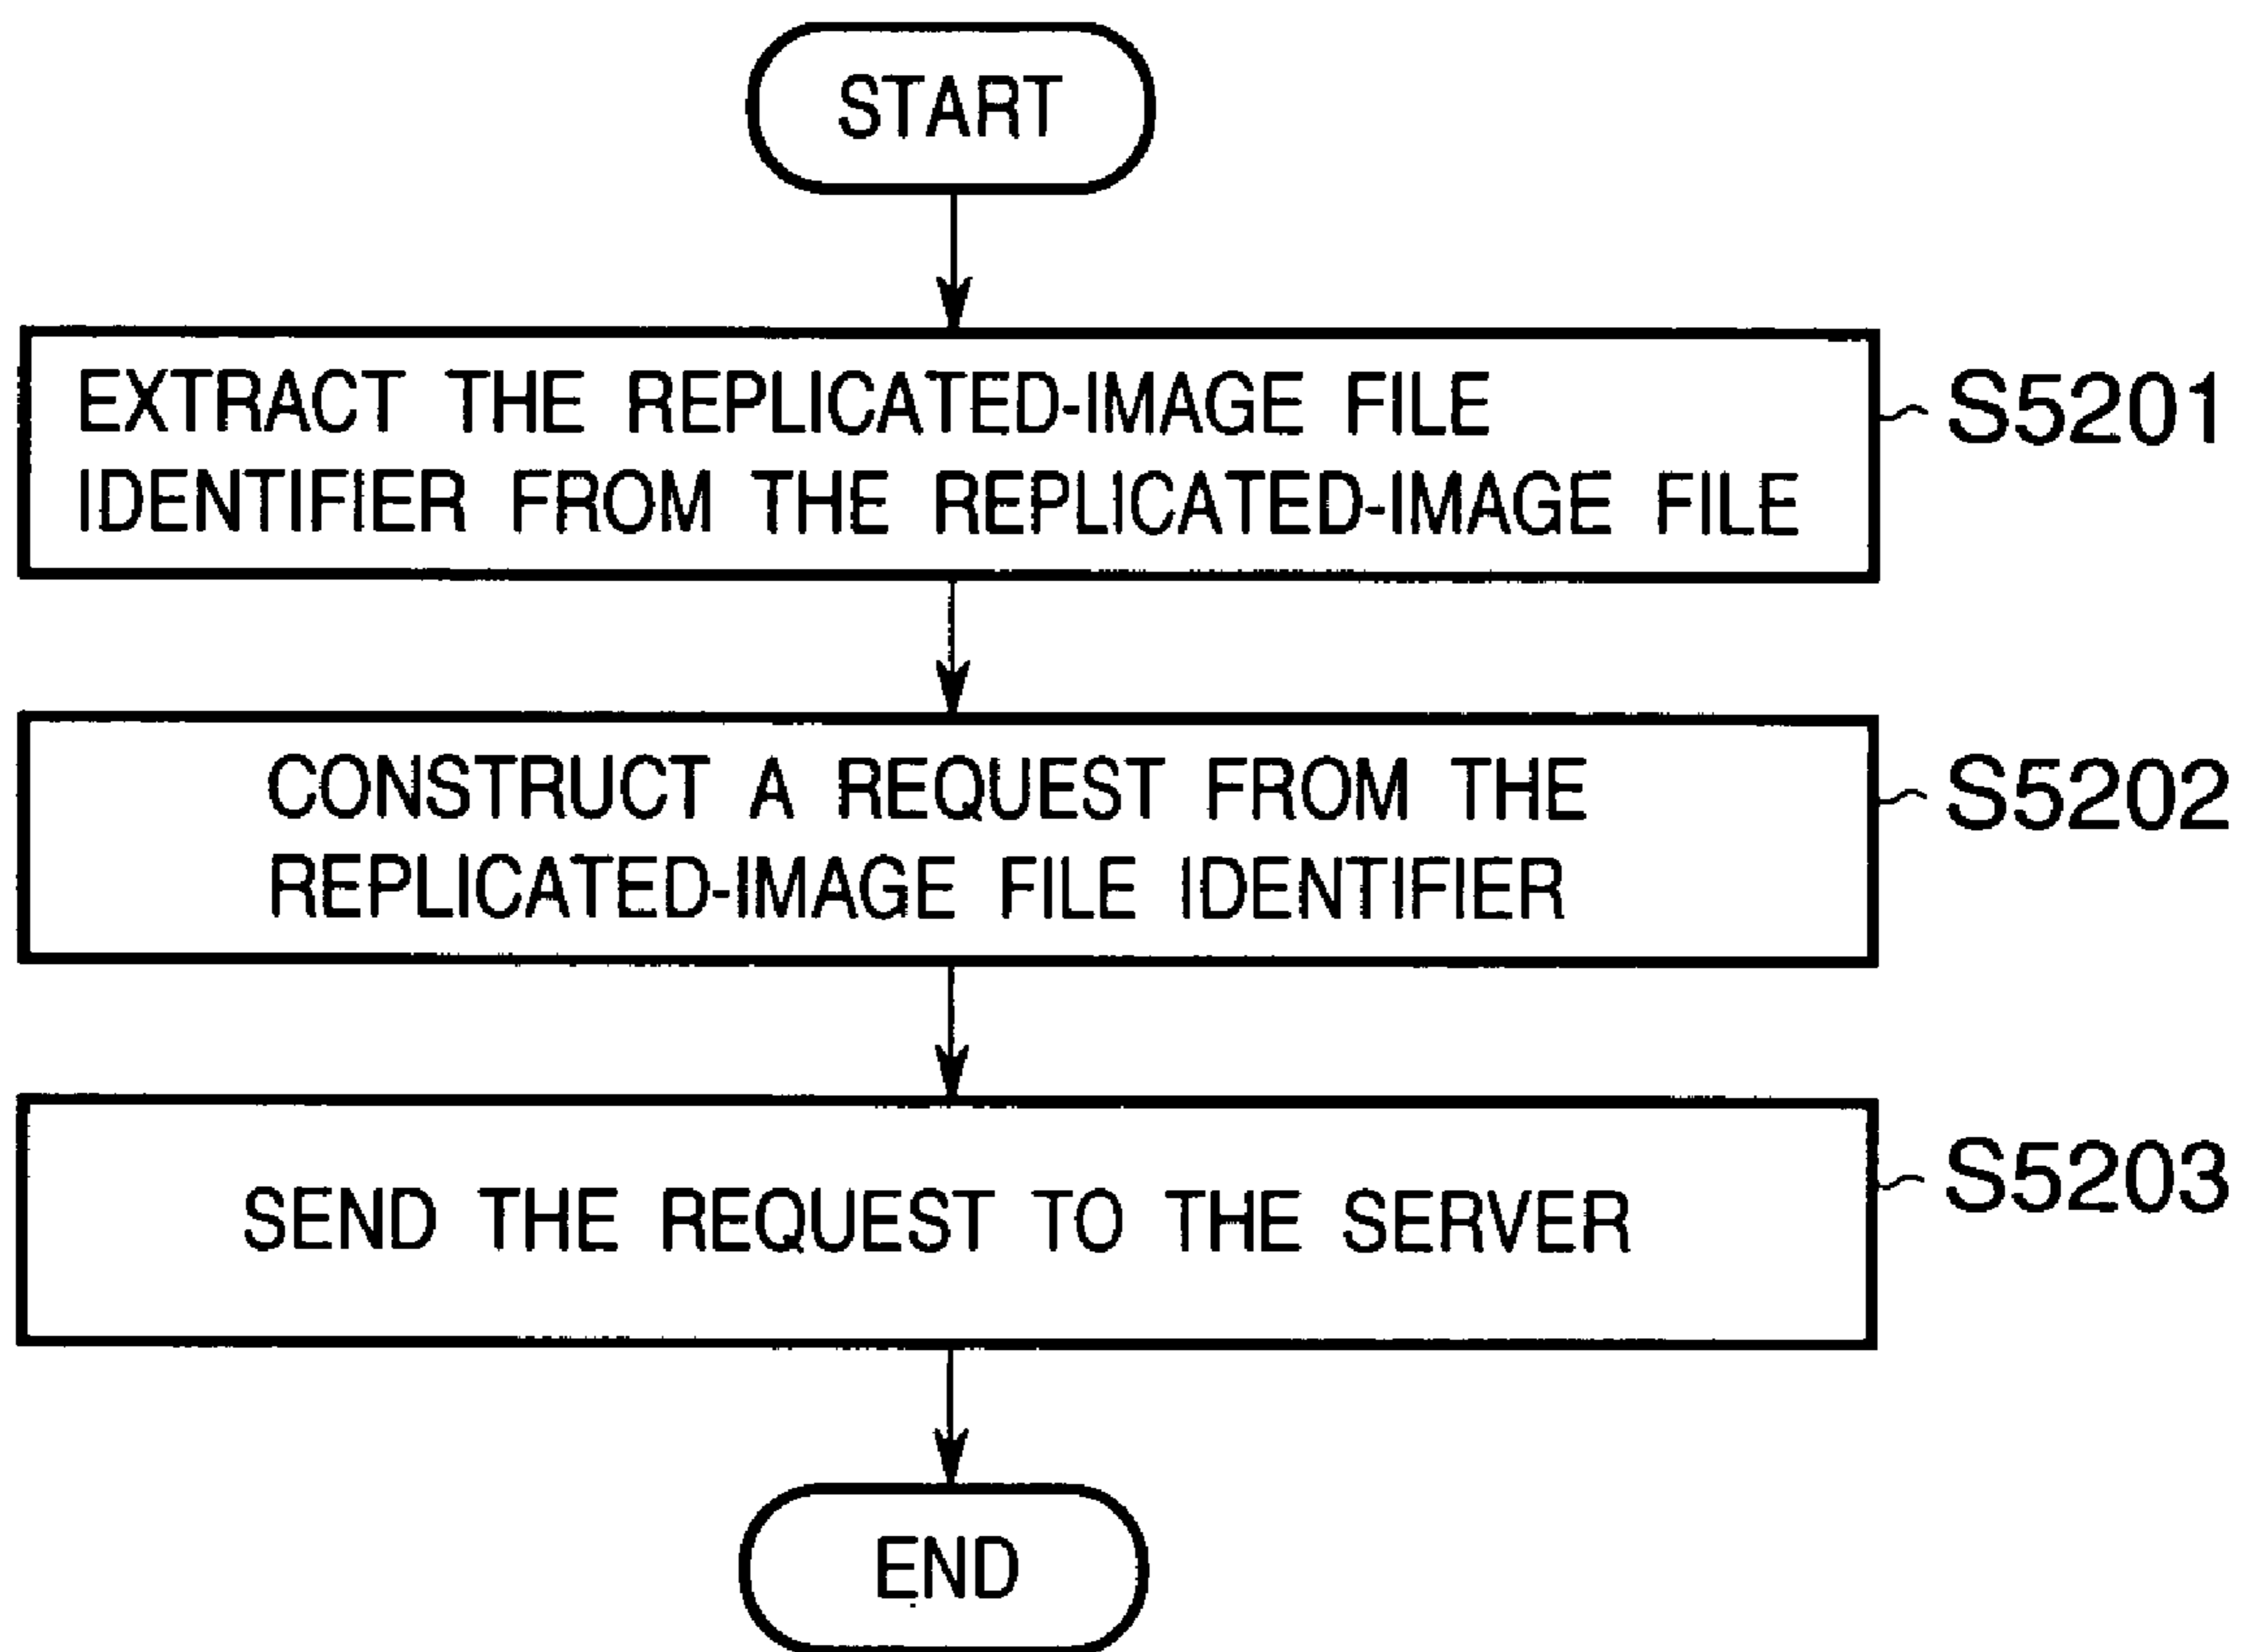 START
EXTRACT THE REPLICATED-IMAGE FILE
IDENTIFIER FROM THE REPLICATED-IMAGE FILE
S5201
CONSTRUCT A REQUEST FROM THE
REPLICATED-IMAGE FILE IDENTIFIER
S5202
SEND THE REQUEST TO THE SERVER
S5203
END